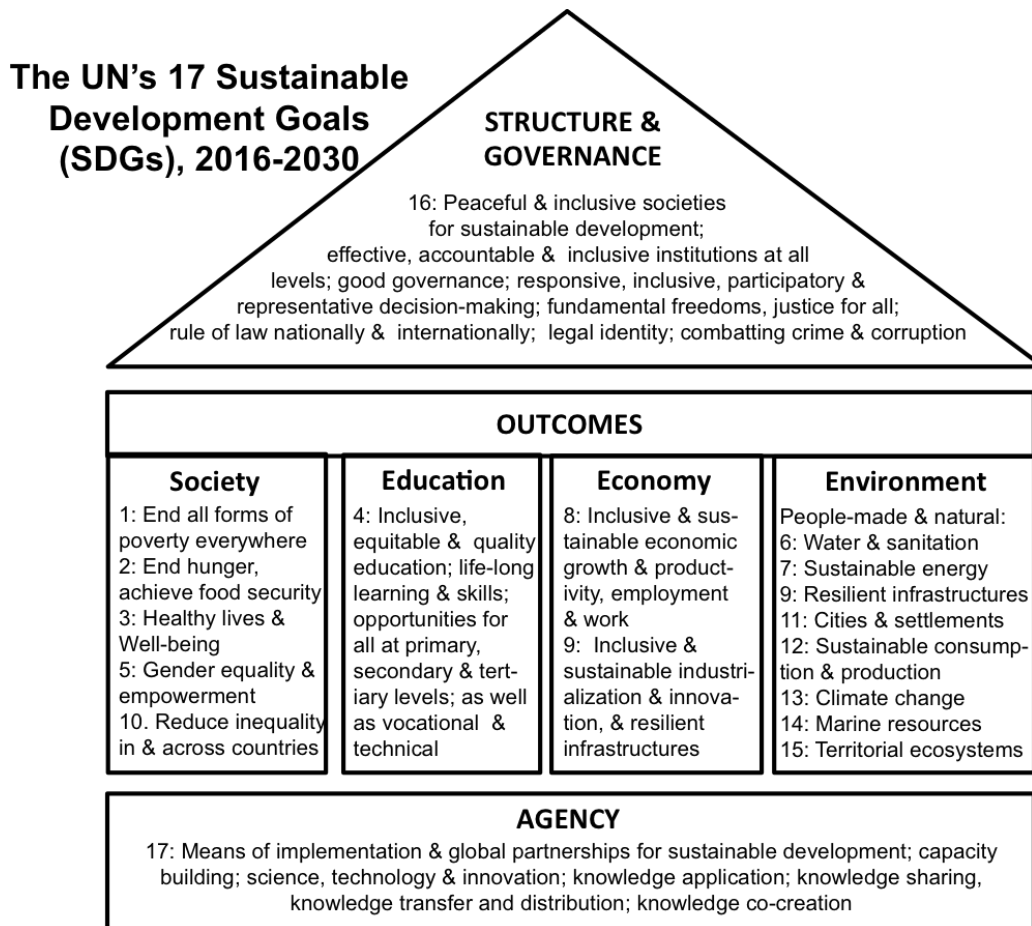 The UN's 17 Sustainable
Development Goals
(SDGs), 2016-2030
STRUCTURE &
GOVERNANCE
16: Peaceful & inclusive societies
for sustainable development;
effective, accountable & inclusive institutions at all
levels; good governance; responsive, inclusive, participatory &
representative decision-making; fundamental freedoms, justice for all;
rule of law nationally & internationally; legal identity; combatting crime & corruption
OUTCOMES
Society
1: End all forms of
poverty everywhere
2: End hunger,
achieve food security
3: Healthy lives &
Well-being
5: Gender equality &
empowerment
10. Reduce inequality
in & across countries
Education
4: Inclusive,
equitable & quality
education; life-long
learning & skills;
opportunities for
all at primary,
secondary & tert-
iary levels; as well
as vocational &
technical
Economy
8: Inclusive & sus-
tainable economic
growth & product-
ivity, employment
& work
9: Inclusive &
sustainable industri-
alization & innova-
tion, & resilient
infrastructures
Environment
People-made & natural:
6: Water & sanitation
7: Sustainable energy
9: Resilient infrastructures
11: Cities & settlements
12: Sustainable consump-
tion & production
13: Climate change
14: Marine resources
15: Territorial ecosystems
AGENCY
17: Means of implementation & global partnerships for sustainable development; capacity
building; science, technology & innovation; knowledge application; knowledge sharing,
knowledge transfer and distribution; knowledge co-creation